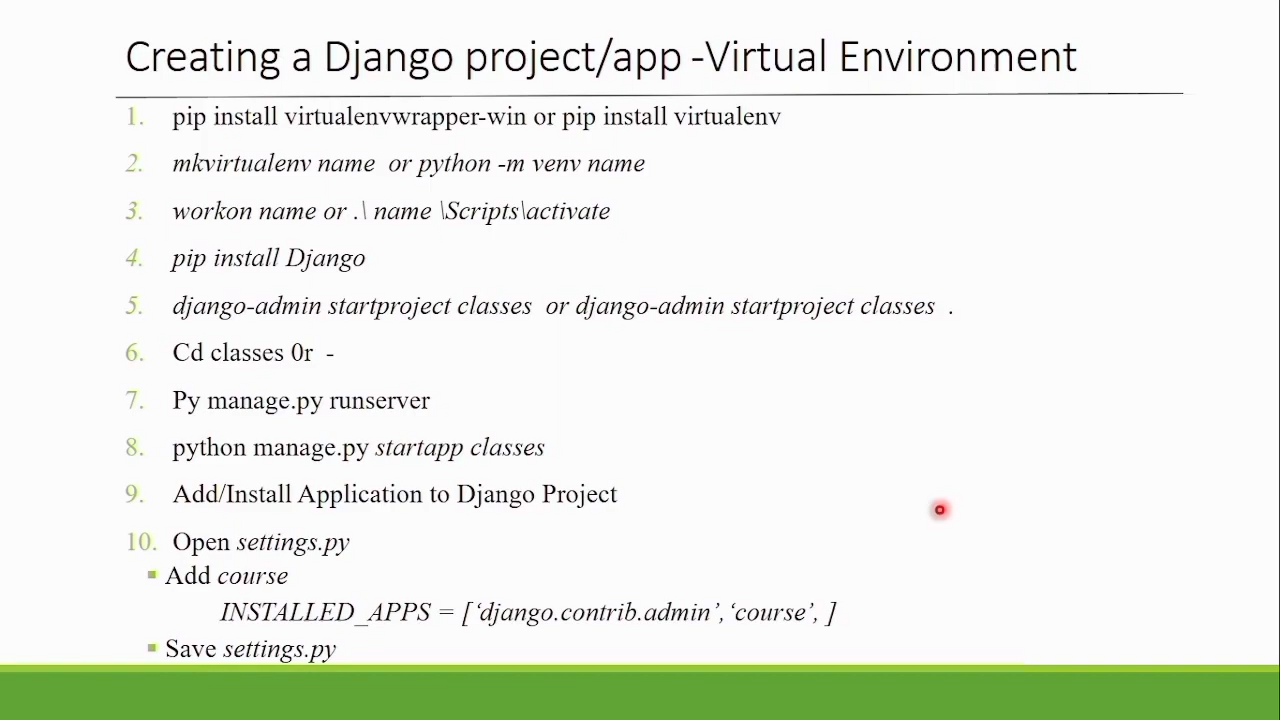 Creating a Django project/app -Virtual Environment
1. pip install virtualenvwrapper-win or pip install virtualenv
2. mkvirtualenv name or python -m venv name
3. workon name or .\ name \Scripts\activate
4. pip install Django
5. django-admin startproject classes or django-admin startproject classes .
6. Cd classes 0r -
7. Py manage.py runserver
8. python manage.py startapp classes
9. Add/Install Application to Django Project
10. Open settings.py
▪ Add course
INSTALLED_APPS = [‘django.contrib.admin’,‘course’, ]
▪ Save settings.py